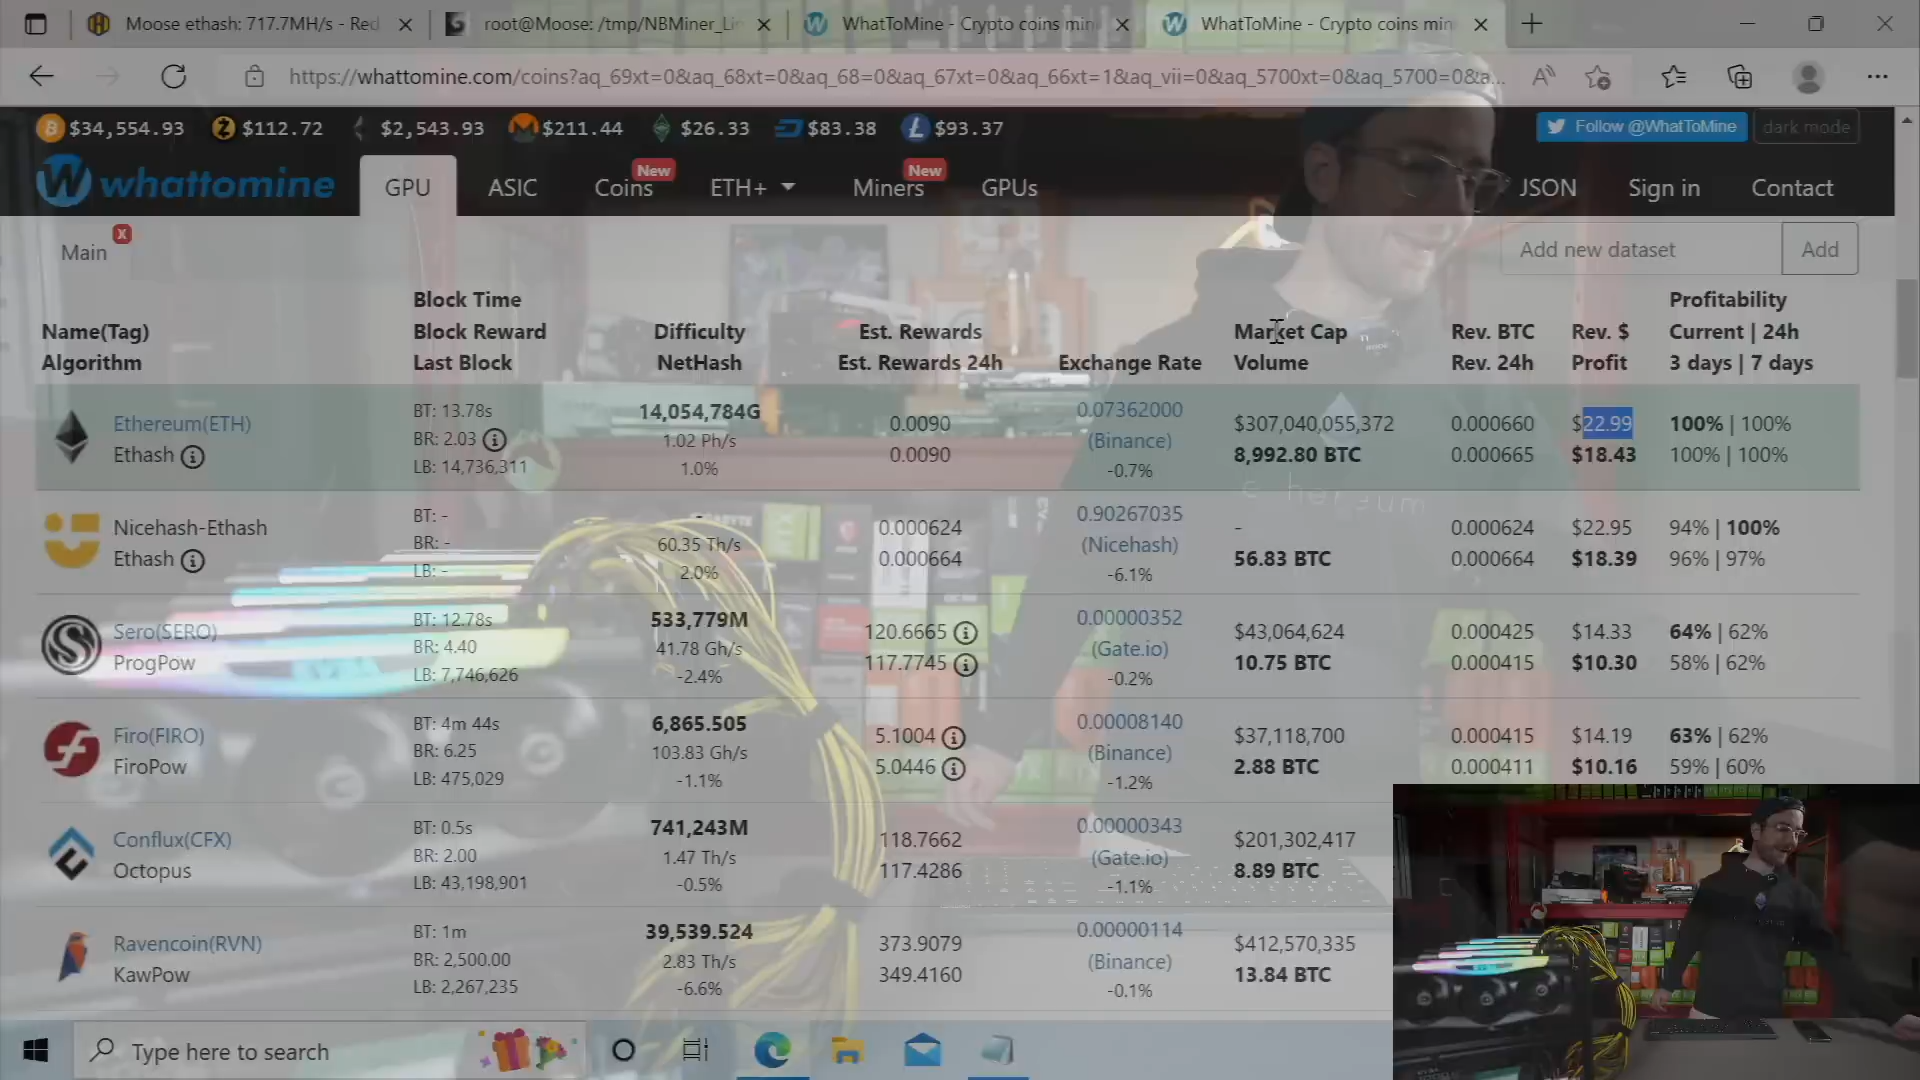 Moose ethash: 717.7MH/s - Red
root@Moose: /tmp/NBMiner_Li
WhatToMine - Crypto coins min
WhatToMine - Crypto coins min
https://whattomine.com/coins?aq_69xt=0&aq_68xt=0&aq_68=0&aq_67xt=0&aq_66xt=1&aq_vii=0&aq_5700xt=0&aq_5700=0&a...
$34,554.93 $112.72 $2,543.93 $211.44 $26.33 $83.38 $93.37
Follow @WhatToMine
dark mode
whattomine
GPU ASIC Coins New ETH+ Miners New GPUs JSON Sign in Contact
Main X
Add new dataset Add
Name(Tag)
Algorithm
Block Time
Block Reward
Last Block
Difficulty
NetHash
Est. Rewards
Est. Rewards 24h
Exchange Rate
Market Cap
Volume
Rev. BTC
Rev. 24h
Rev. $
Profit
Profitability
Current | 24h
3 days | 7 days
Ethereum(ETH)
Ethash
BT: 13.78s
BR: 2.03
LB: 14,736,311
14,054,784G
1.02 Ph/s
1.0%
0.0090
0.0090
0.07362000
(Binance)
-0.7%
$307,040,055,372
8,992.80 BTC
0.000660
0.000665
$22.99
$18.43
100% | 100%
100% | 100%
Nicehash-Ethash
Ethash
BT: -
BR: -
LB: -
-
60.35 Th/s
2.0%
0.000624
0.000664
0.90267035
(Nicehash)
-6.1%
-
56.83 BTC
0.000624
0.000664
$22.95
$18.39
94% | 100%
96% | 97%
Sero(SERO)
ProgPow
BT: 12.78s
BR: 4.40
LB: 7,746,626
533,779M
41.78 Gh/s
-2.4%
120.6665
117.7745
0.00000352
(Gate.io)
-0.2%
$43,064,624
10.75 BTC
0.000425
0.000415
$14.33
$10.30
64% | 62%
58% | 62%
Firo(FIRO)
FiroPow
BT: 4m 44s
BR: 6.25
LB: 475,029
6,865.505
103.83 Gh/s
-1.1%
5.1004
5.0446
0.00008140
(Binance)
-1.2%
$37,118,700
2.88 BTC
0.000415
0.000411
$14.19
$10.16
63% | 62%
59% | 60%
Conflux(CFX)
Octopus
BT: 0.5s
BR: 2.00
LB: 43,198,901
741,243M
1.47 Th/s
-0.5%
118.7662
117.4286
0.00000343
(Gate.io)
-1.1%
$201,302,417
8.89 BTC
Ravencoin(RVN)
KawPow
BT: 1m
BR: 2,500.00
LB: 2,267,235
39,539.524
2.83 Th/s
-6.6%
373.9079
349.4160
0.00000114
(Binance)
-0.1%
$412,570,335
13.84 BTC
Type here to search